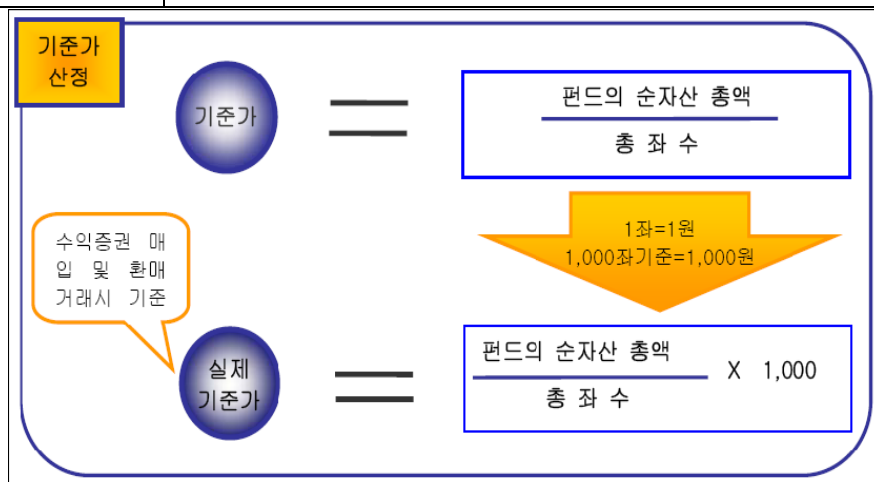 기준가
산정
기준가
펀드의 순자산 총액
총 좌 수
1좌=1원
1,000좌기준=1,000원
수익증권 매
입 및 환매
거래시 기준
실제
기준가
펀드의 순자산 총액
총 좌 수
X 1,000